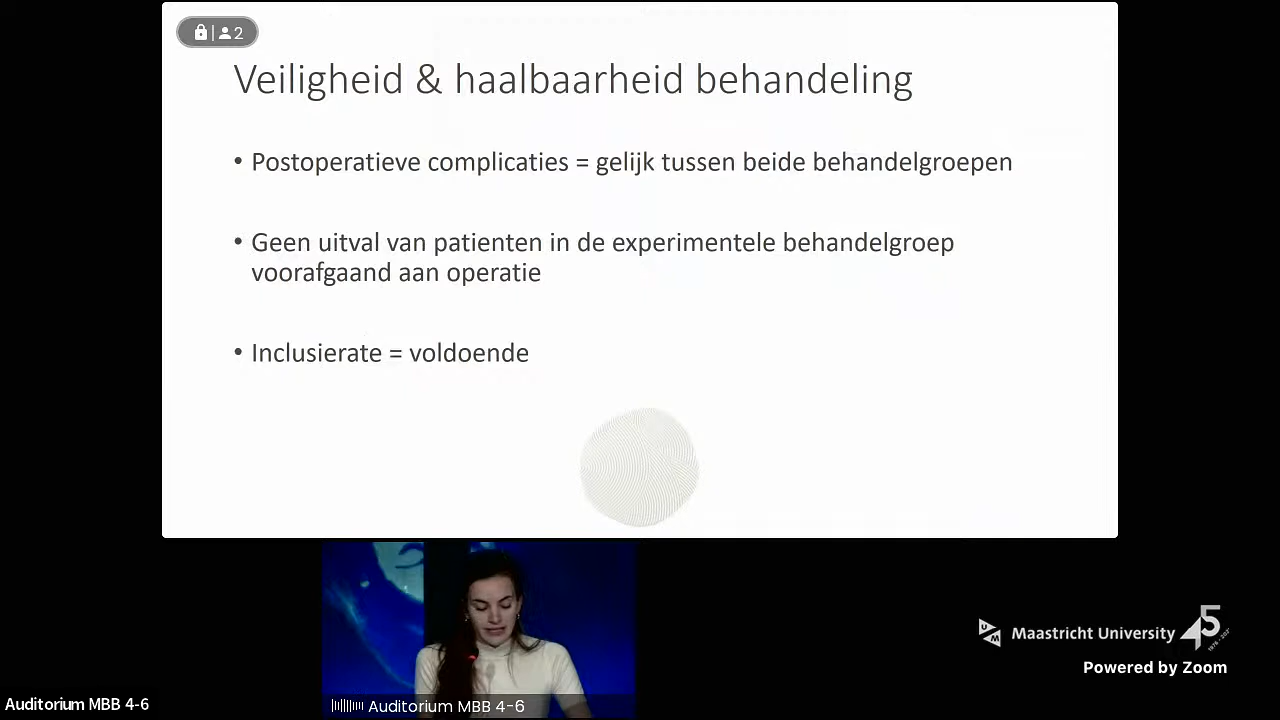 2
Veiligheid & haalbaarheid behandeling
• Postoperatieve complicaties = gelijk tussen beide behandelgroepen
• Geen uitval van patienten in de experimentele behandelgroep
voorafgaand aan operatie
• Inclusierate = voldoende
Maastricht University
45
Powered by Zoom
Auditorium MBB 4-6
Auditorium MBB 4-6